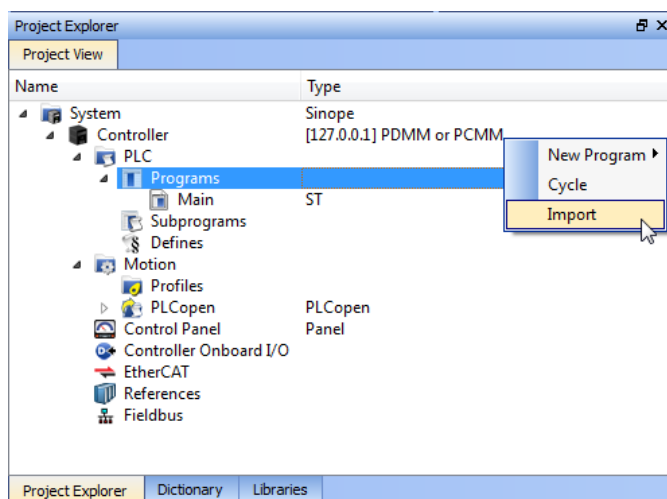 Project Explorer
Project View
Name Type
System Sinope
Controller [127.0.0.1] PDMM or PCMM
PLC
Programs
Main ST
Subprograms
Defines
Motion
Profiles
PLCopen PLCopen
Control Panel Panel
Controller Onboard I/O
EtherCAT
References
Fieldbus
New Program
Cycle
Import
Project Explorer Dictionary Libraries